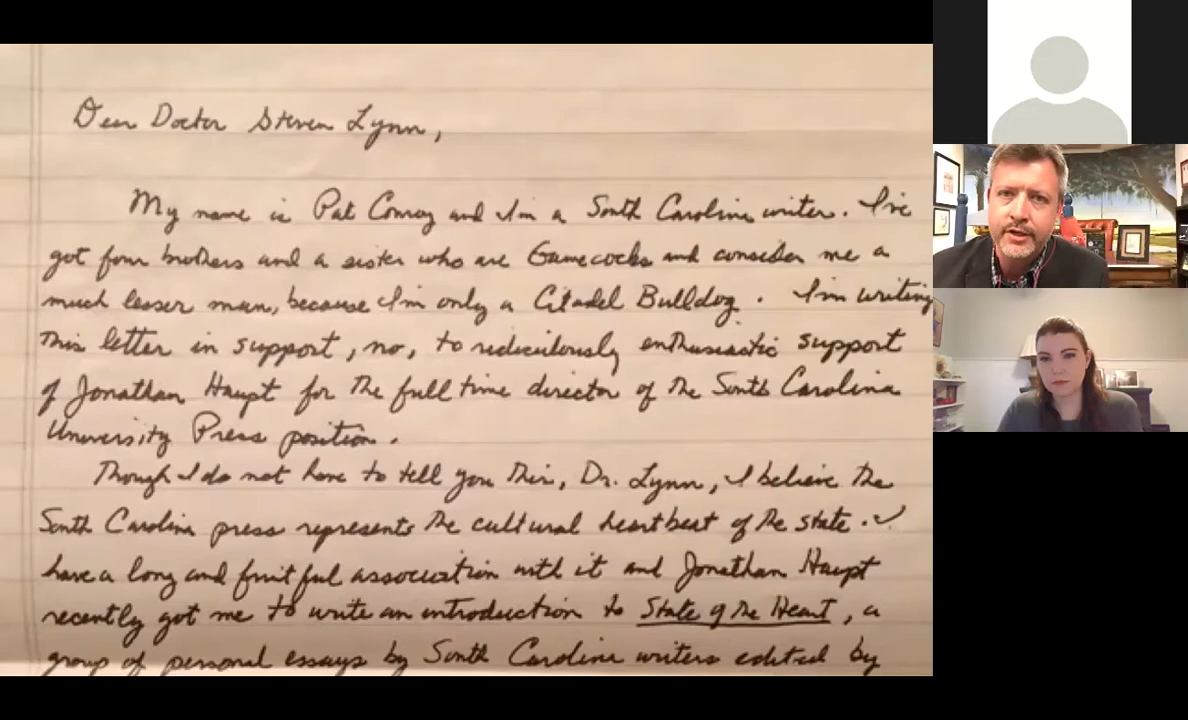 Dear Doctor Steven Lynn,
My name is Pat Conroy and I'm a South Carolina writer. I've
got four brothers and a sister who are Gamecocks and consider me a
much lesser man, because I'm only a Citadel Bulldog. I'm writing
this letter in support, no, to ridiculously enthusiastic support
of Jonathan Haupt for the full time director of the South Carolina
University Press position.
Though I do not have to tell you this, Dr. Lynn, I believe the
South Carolina press represents the cultural heartbeat of the state. I
have a long and fruitful association with it and Jonathan Haupt
recently got me to write an introduction to State of the Heart, a
group of personal essays by South Carolina writers edited by